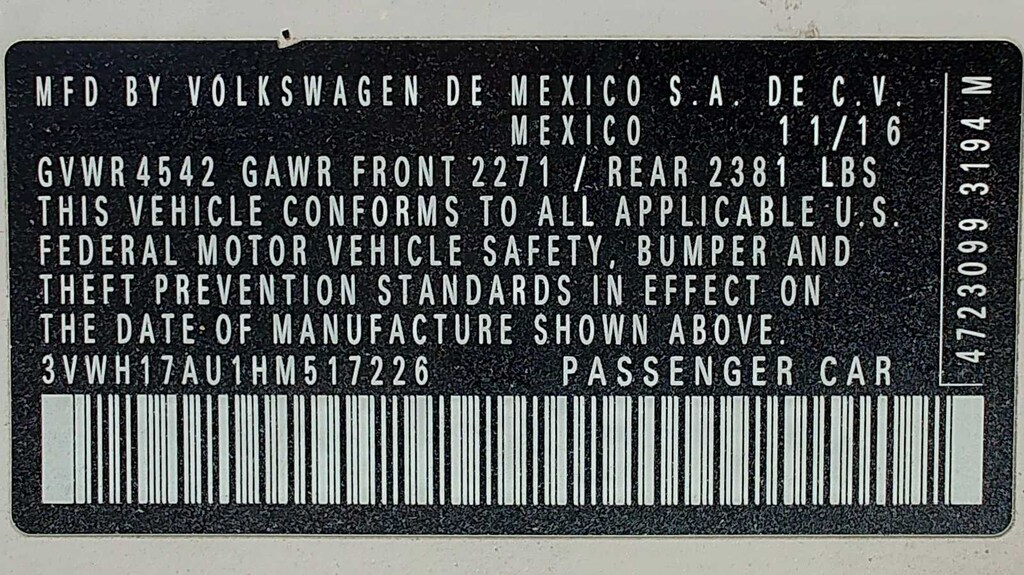 MFD BY VOLKSWAGEN DE MEXICO S.A. DE C.V.
MEXICO 11/16
GVWR 4542 GAWR FRONT 2271 / REAR 2381 LBS
THIS VEHICLE CONFORMS TO ALL APPLICABLE U.S.
FEDERAL MOTOR VEHICLE SAFETY, BUMPER AND
THEFT PREVENTION STANDARDS IN EFFECT ON
THE DATE OF MANUFACTURE SHOWN ABOVE.
3VWH17AU1HM517226 PASSENGER CAR
4723099 3194 M